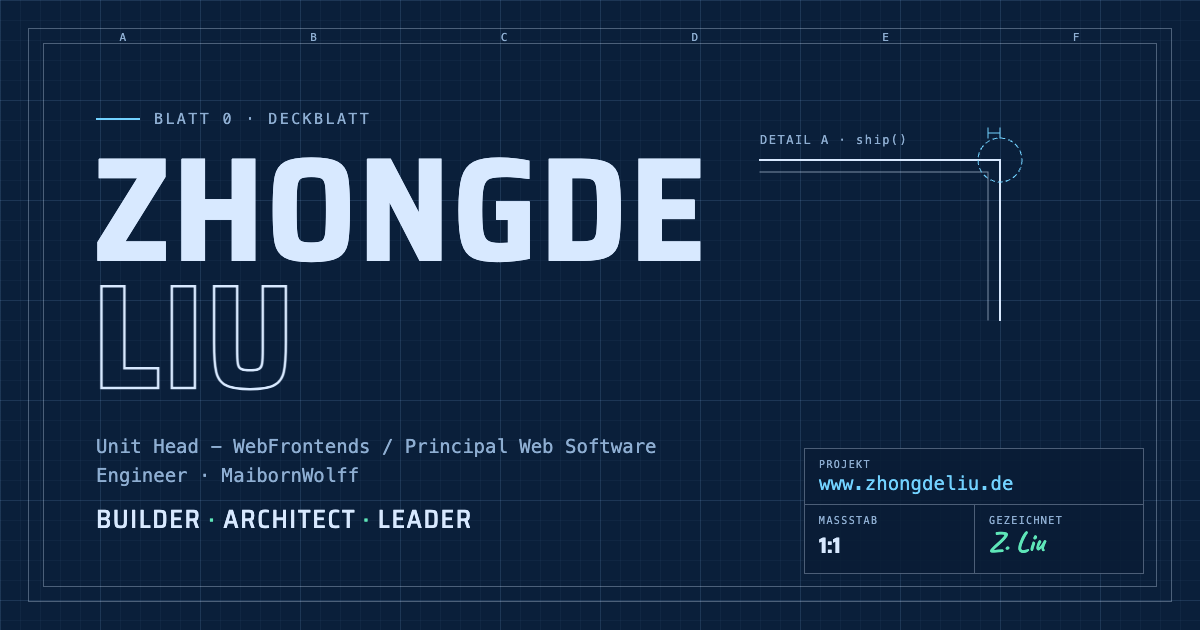 A B C D E F
BLATT 0 · DECKBLATT
ZHONGDE
LIU
DETAIL A · ship()
Unit Head – WebFrontends / Principal Web Software
Engineer · MaibornWolff
BUILDER · ARCHITECT · LEADER
PROJEKT
www.zhongdeliu.de
MASSSTAB
1:1
GEZEICHNET
Z. Liu